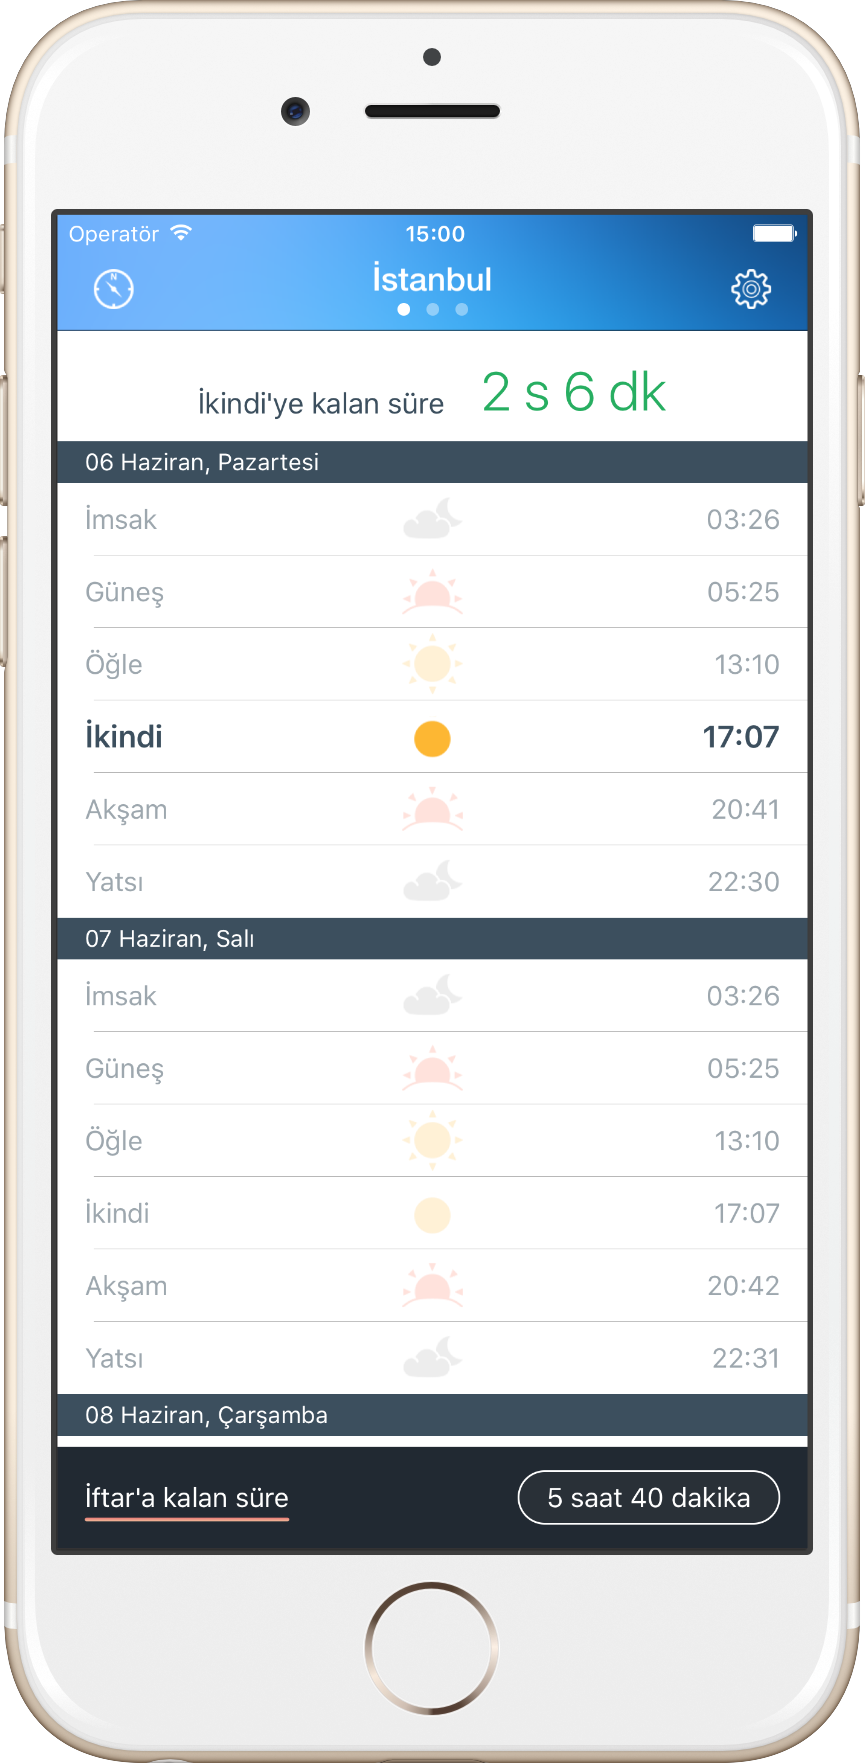 Operatör 15:00
N
İstanbul
İkindi'ye kalan süre 2 s 6 dk
06 Haziran, Pazartesi
İmsak 03:26
Güneş 05:25
Öğle 13:10
İkindi 17:07
Akşam 20:41
Yatsı 22:30
07 Haziran, Salı
İmsak 03:26
Güneş 05:25
Öğle 13:10
İkindi 17:07
Akşam 20:42
Yatsı 22:31
08 Haziran, Çarşamba
İftar'a kalan süre 5 saat 40 dakika